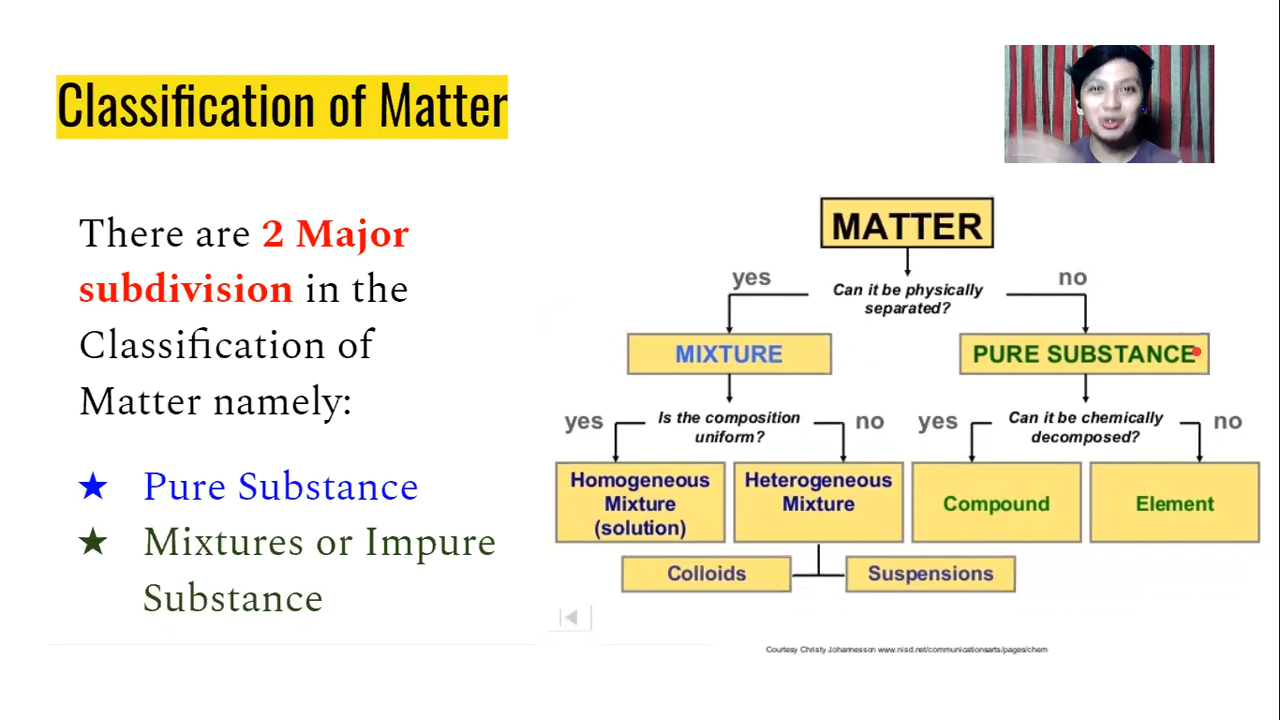 Classification of Matter
There are 2 Major
subdivision in the
Classification of
Matter namely:
★ Pure Substance
★ Mixtures or Impure
Substance
MATTER
yes
Can it be physically
separated?
no
MIXTURE
PURE SUBSTANCE
yes
Is the composition
uniform?
no
yes
Can it be chemically
decomposed?
no
Homogeneous
Mixture
(solution)
Heterogeneous
Mixture
Compound
Element
Colloids
Suspensions
Courtesy Christy Johannesson www.nisd.net/communicationsarts/pages/chem